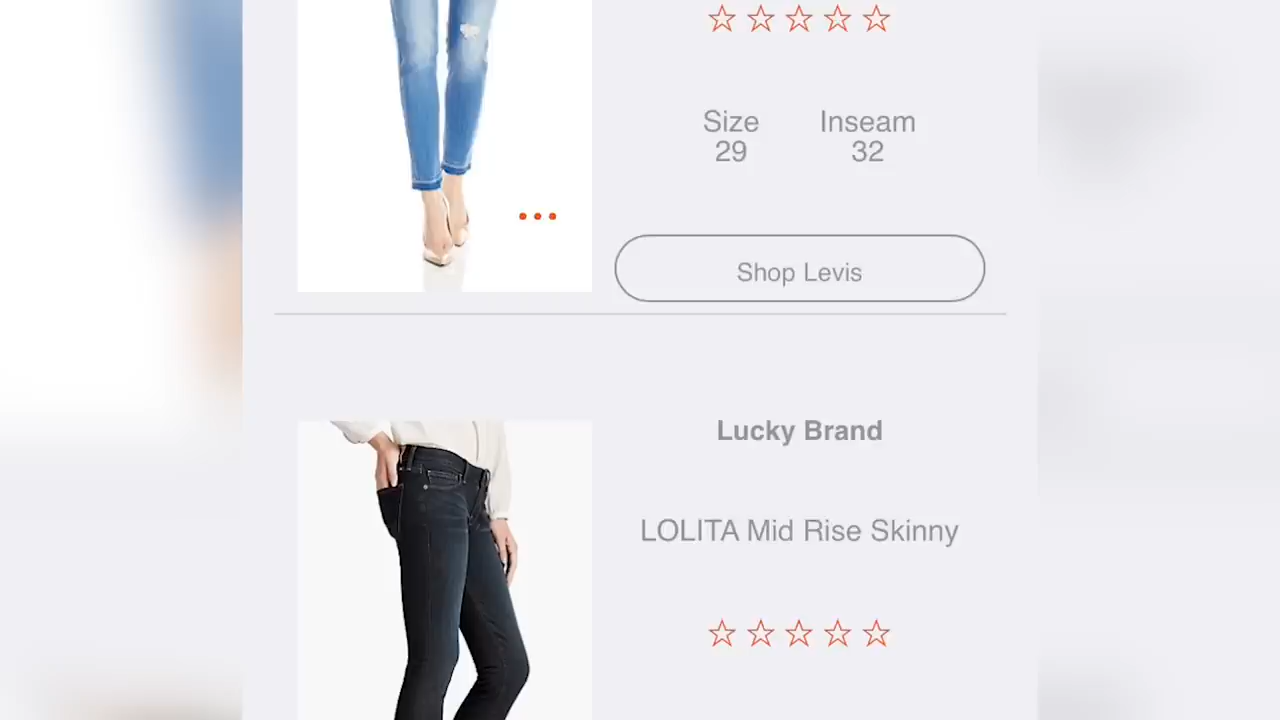 Size Inseam
29 32
Shop Levis
Lucky Brand
LOLITA Mid Rise Skinny